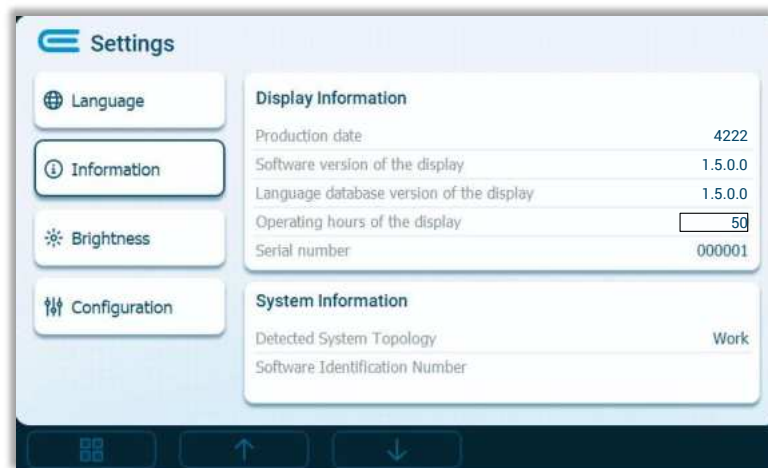 Settings
Language
Information
Brightness
Configuration
Display Information
Production date 4222
Software version of the display 1.5.0.0
Language database version of the display 1.5.0.0
Operating hours of the display 50
Serial number 000001
System Information
Detected System Topology Work
Software Identification Number